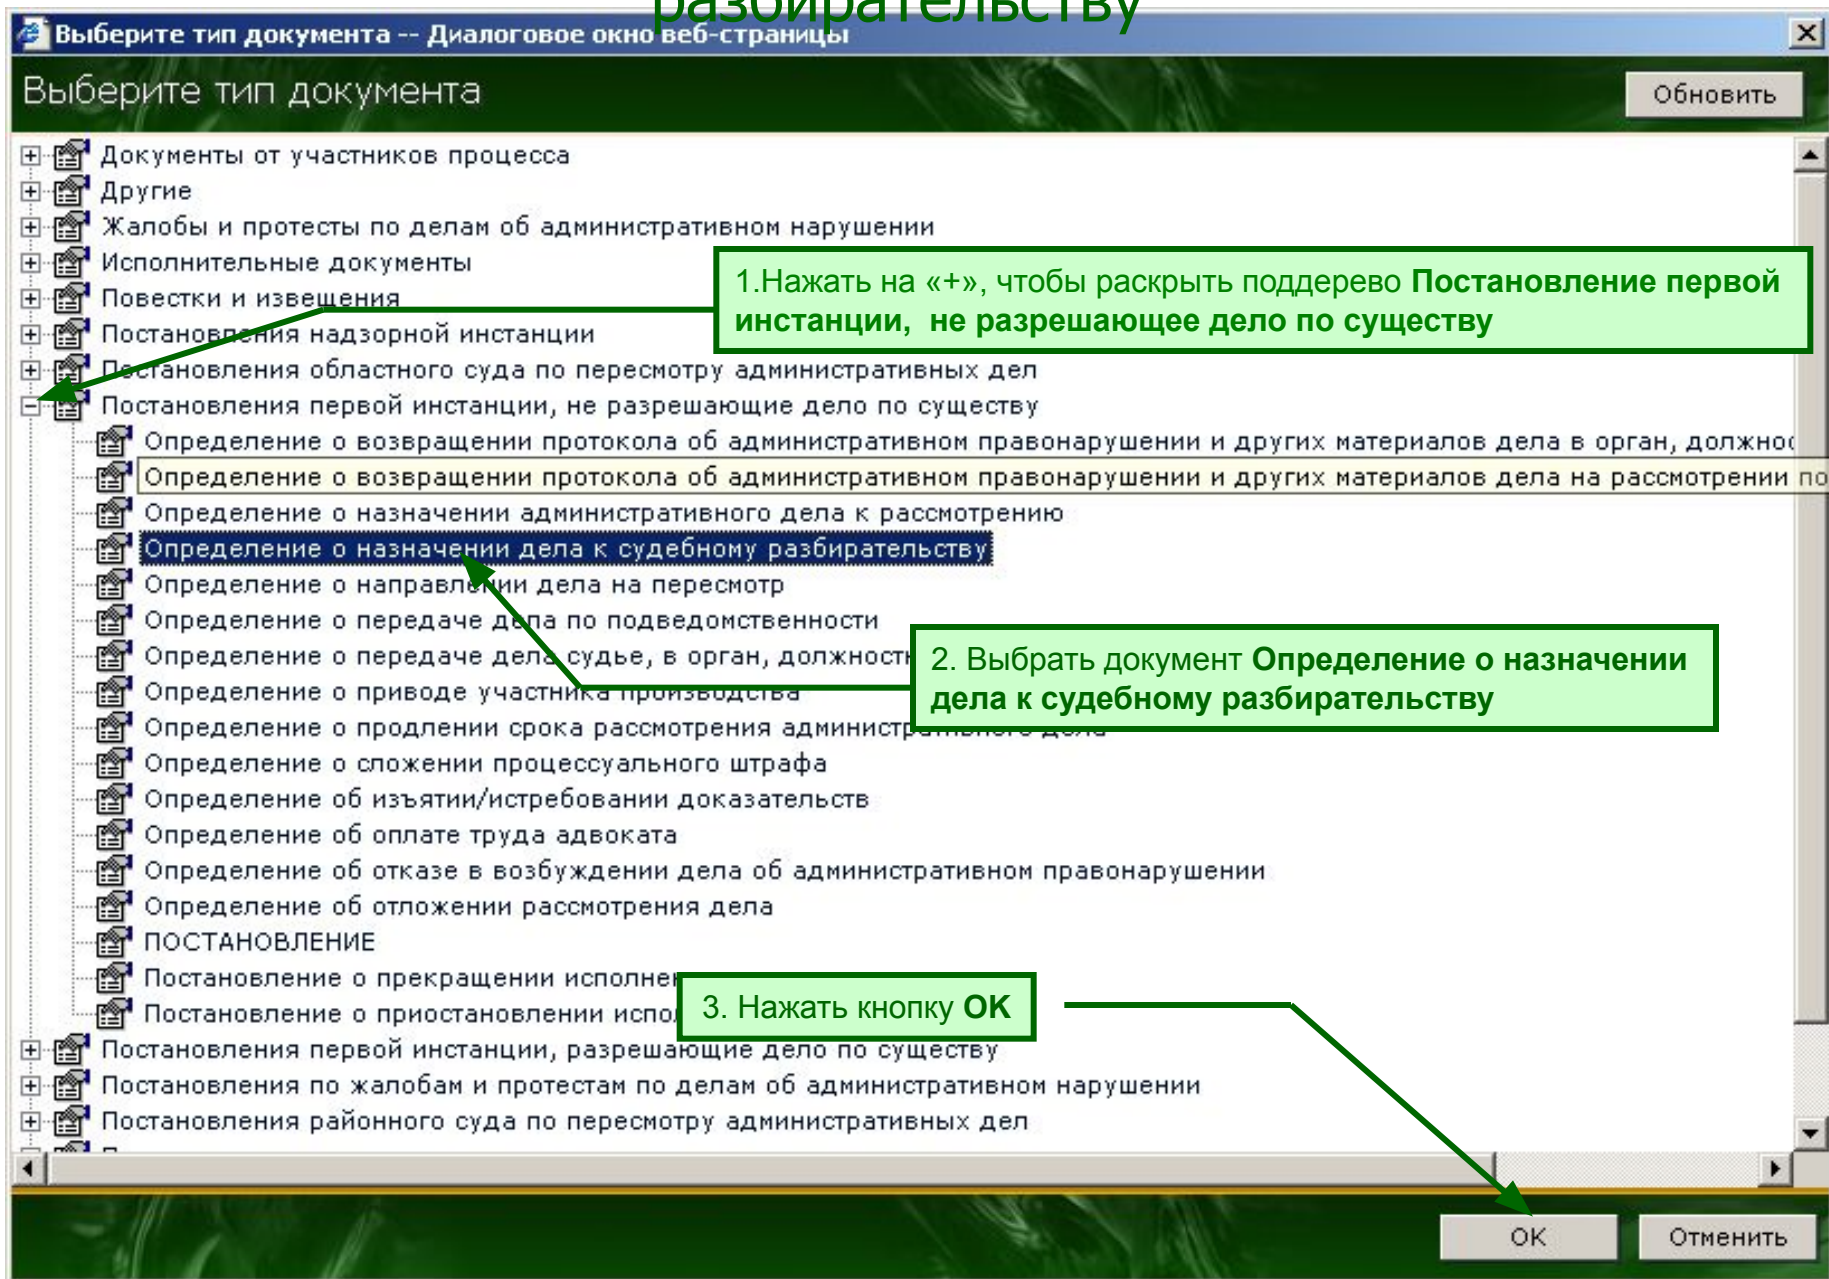 разбирательству
Выберите тип документа -- Диалоговое окно веб-страницы
Выберите тип документа
Обновить
Документы от участников процесса
Другие
Жалобы и протесты по делам об административном нарушении
Исполнительные документы
Повестки и извещения
1.Нажать на «+», чтобы раскрыть поддерево Постановление первой
инстанции, не разрешающее дело по существу
Постановления надзорной инстанции
Постановления областного суда по пересмотру административных дел
Постановления первой инстанции, не разрешающие дело по существу
Определение о возвращении протокола об административном правонарушении и других материалов дела в орган, должнос
Определение о возвращении протокола об административном правонарушении и других материалов дела на рассмотрении по
Определение о назначении административного дела к рассмотрению
Определение о назначении дела к судебному разбирательству
Определение о направлении дела на пересмотр
Определение о передаче дела по подведомственности
Определение о передаче дела судье, в орган, должностн
2. Выбрать документ Определение о назначении
дела к судебному разбирательству
Определение о приводе участника производства
Определение о продлении срока рассмотрения административного дела
Определение о сложении процессуального штрафа
Определение об изъятии/истребовании доказательств
Определение об оплате труда адвоката
Определение об отказе в возбуждении дела об административном правонарушении
Определение об отложении рассмотрения дела
ПОСТАНОВЛЕНИЕ
Постановление о прекращении исполнен
Постановление о приостановлении испол
3. Нажать кнопку OK
Постановления первой инстанции, разрешающие дело по существу
Постановления по жалобам и протестам по делам об административном нарушении
Постановления районного суда по пересмотру административных дел
OK
Отменить